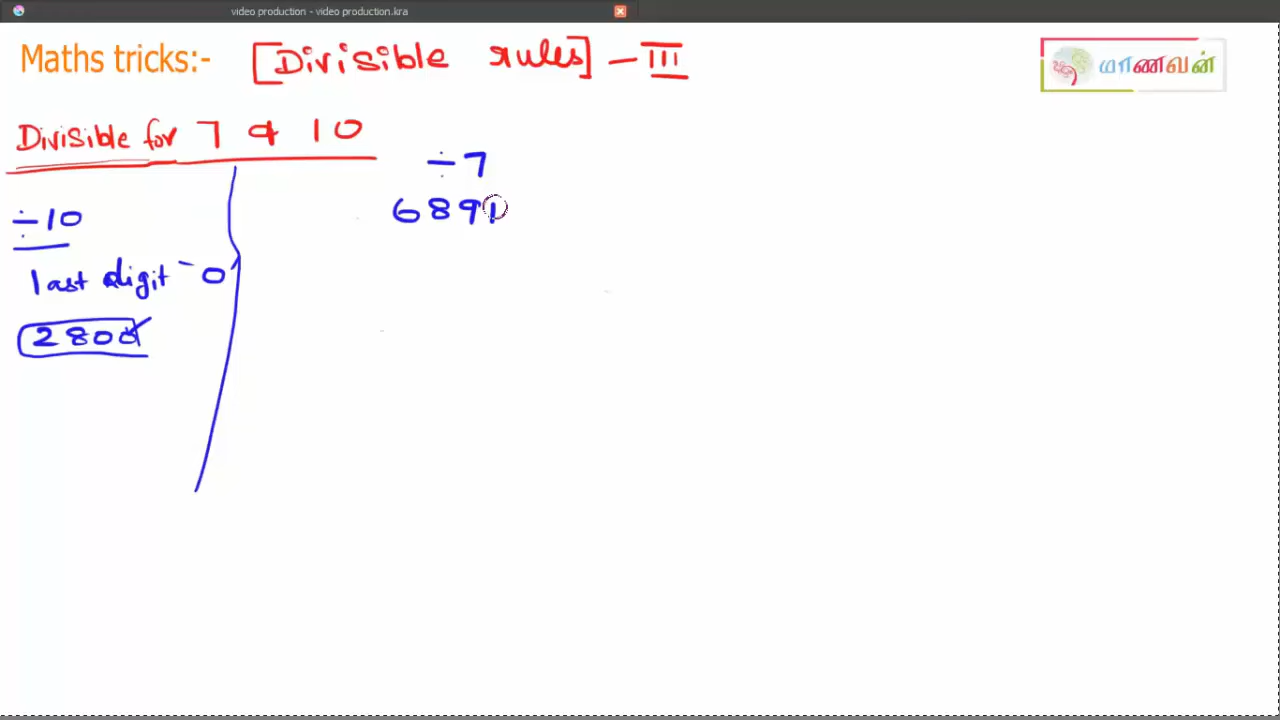 video production - video production.kra
Maths tricks:- [Divisible rules] - III
மாணவன்
Divisible for 7 & 10
÷10
last digit - 0
2800
÷7
6891